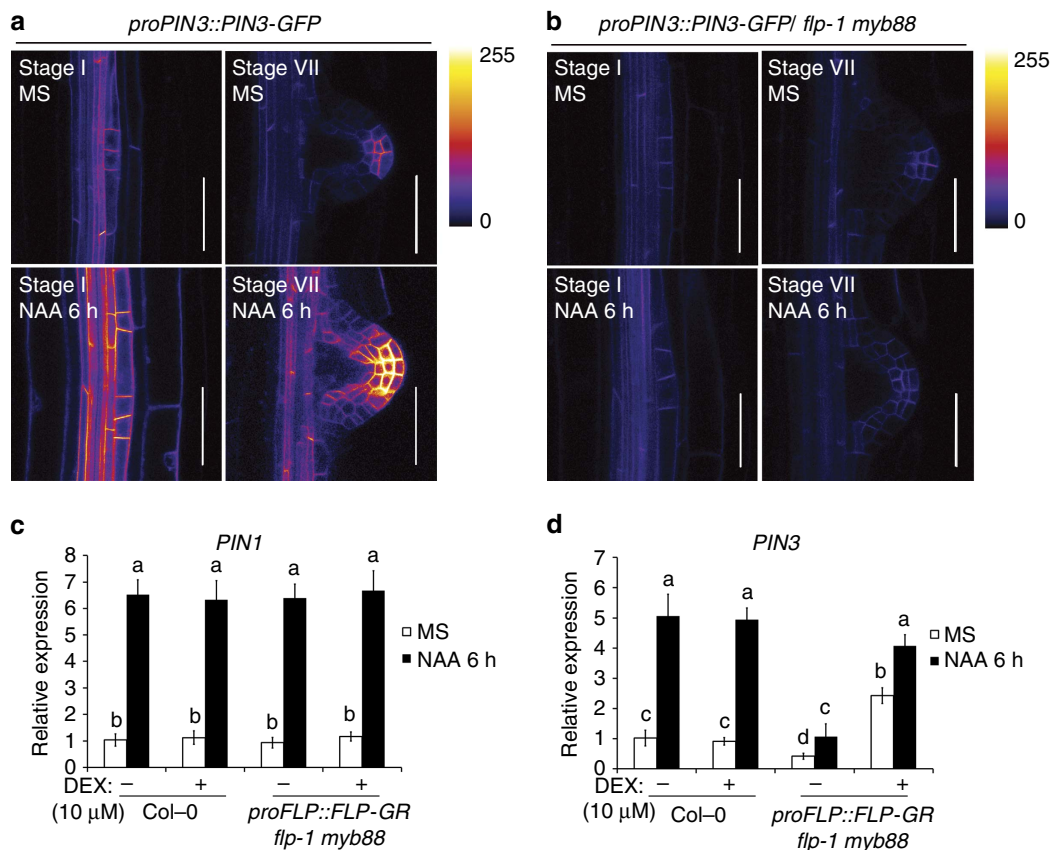 a
proPIN3::PIN3-GFP
Stage I
MS
Stage VII
MS
255
0
Stage I
NAA 6 h
Stage VII
NAA 6 h
b
proPIN3::PIN3-GFP/ flp-1 myb88
Stage I
MS
Stage VII
MS
255
0
Stage I
NAA 6 h
Stage VII
NAA 6 h
c
PIN1
Relative expression
8
7
6
5
4
3
2
1
0
a
a
a
a
b
b
b
b
MS
NAA 6 h
DEX: – + – +
(10 µM) Col–0 proFLP::FLP-GR
flp-1 myb88
d
PIN3
Relative expression
7
6
5
4
3
2
1
0
a
a
a
b
c
c
d
c
MS
NAA 6 h
DEX: – + – +
(10 µM) Col–0 proFLP::FLP-GR
flp-1 myb88